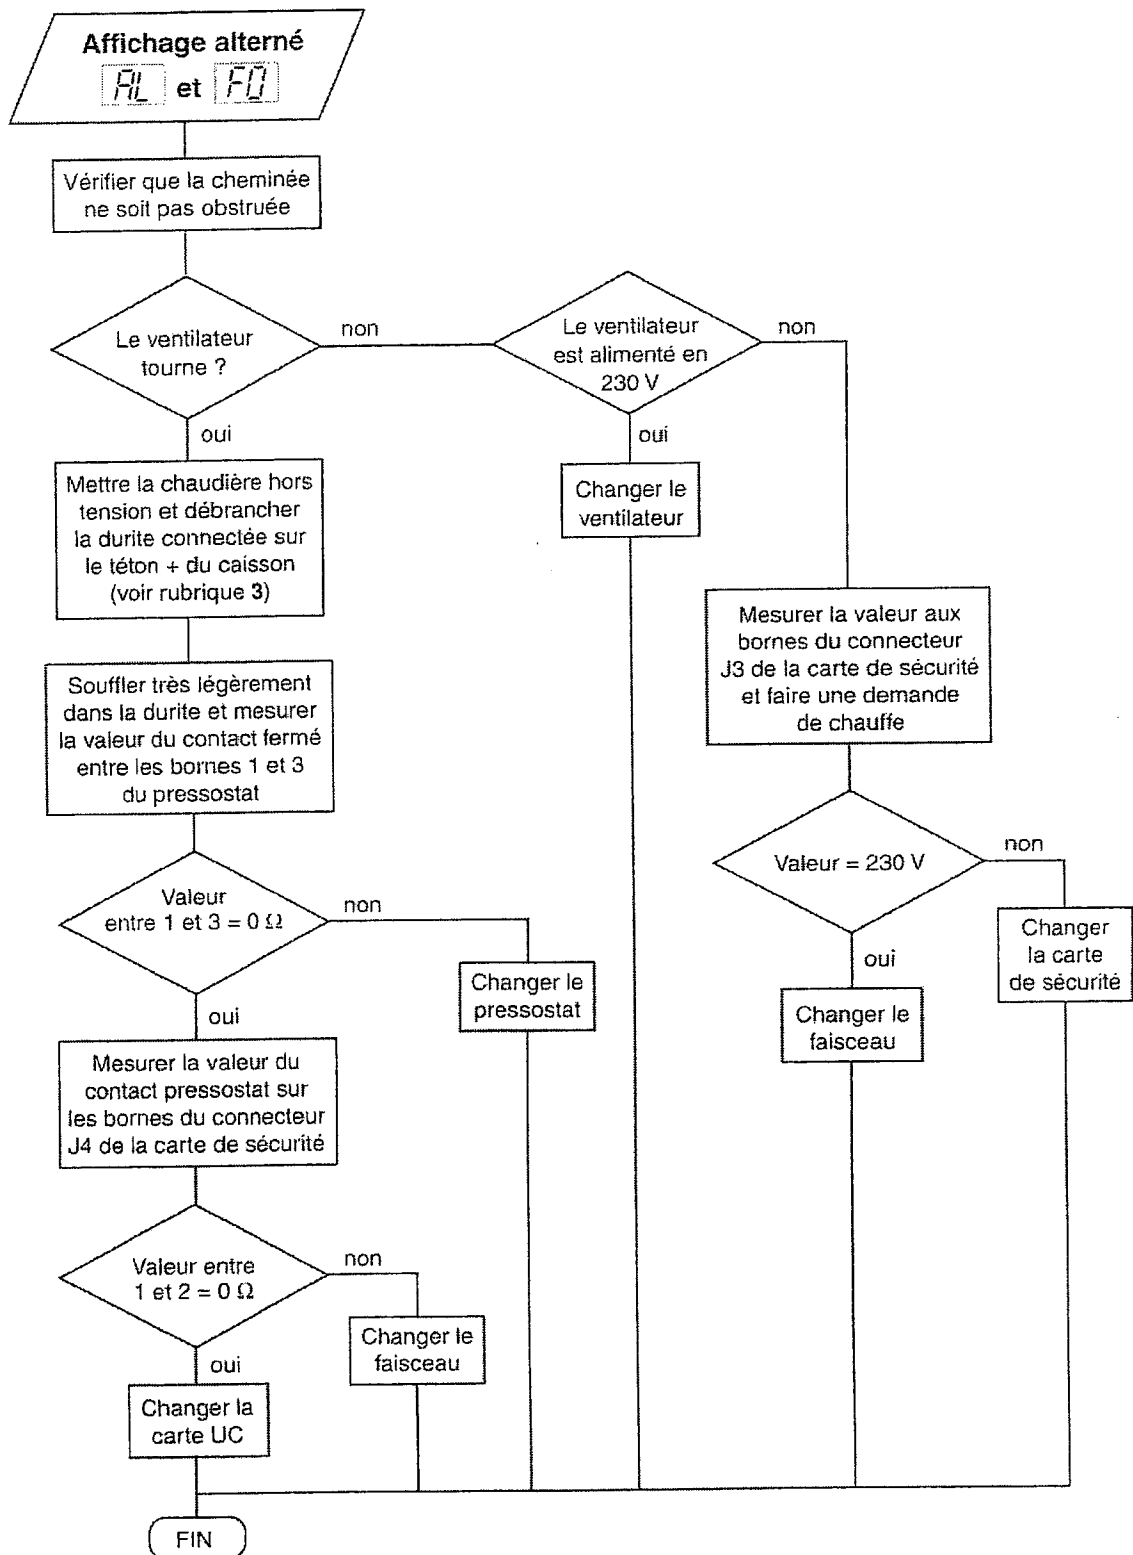 Affichage alterné
AL et F0
Vérifier que la cheminée
ne soit pas obstruée
Le ventilateur
tourne ?
non
oui
Le ventilateur
est alimenté en
230 V
non
oui
Changer le
ventilateur
Mettre la chaudière hors
tension et débrancher
la durite connectée sur
le téton + du caisson
(voir rubrique 3)
Mesurer la valeur aux
bornes du connecteur
J3 de la carte de sécurité
et faire une demande
de chauffe
Souffler très légèrement
dans la durite et mesurer
la valeur du contact fermé
entre les bornes 1 et 3
du pressostat
Valeur = 230 V
non
oui
Changer
la carte
de sécurité
Changer le
faisceau
Valeur
entre 1 et 3 = 0 Ω
non
oui
Changer le
pressostat
Mesurer la valeur du
contact pressostat sur
les bornes du connecteur
J4 de la carte de sécurité
Valeur entre
1 et 2 = 0 Ω
non
oui
Changer le
faisceau
Changer la
carte UC
FIN